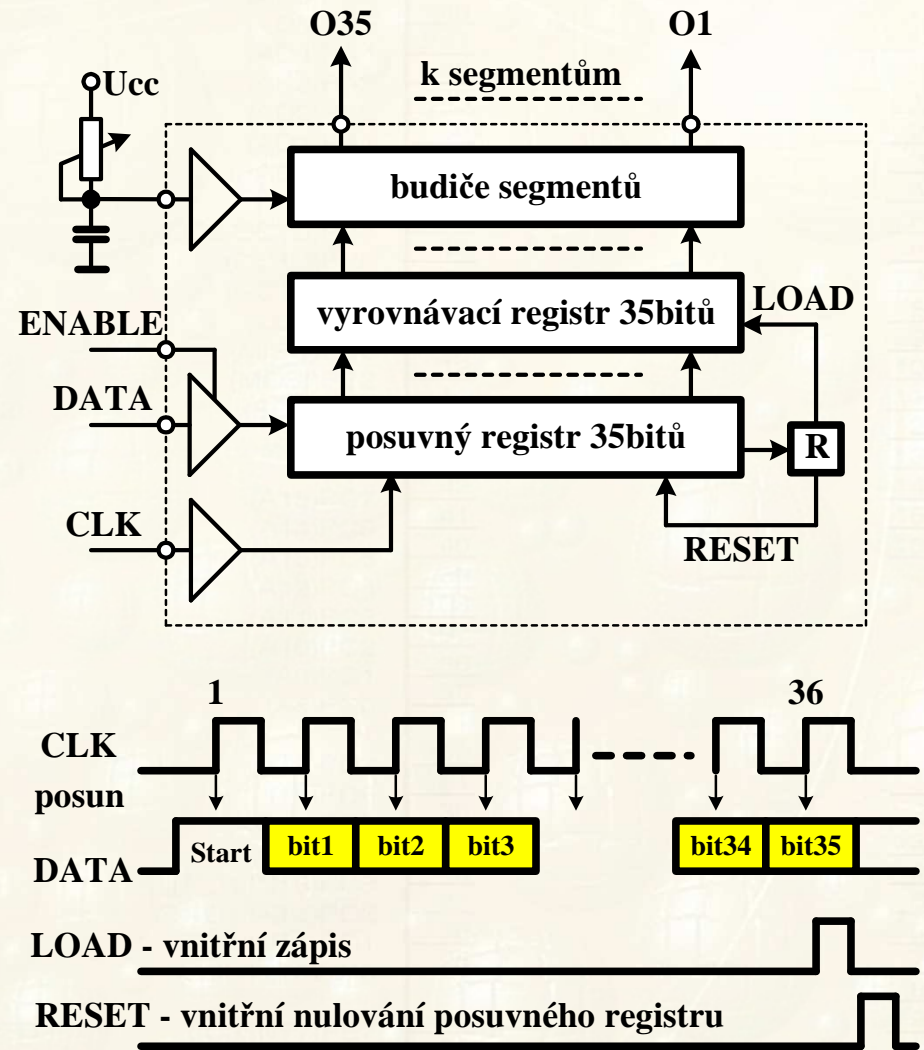 O35 O1
k segmentům
Ucc
budiče segmentů
vyrovnávací registr 35bitů
LOAD
ENABLE
DATA
posuvný registr 35bitů
R
CLK
RESET
1 36
CLK
posun
Start bit1 bit2 bit3 bit34 bit35
DATA
LOAD - vnitřní zápis
RESET - vnitřní nulování posuvného registru